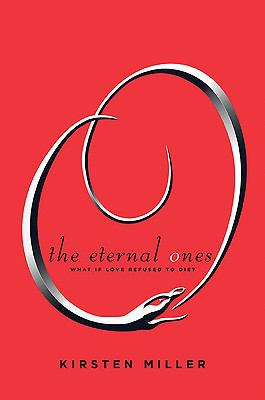 the eternal ones
WHAT IF LOVE REFUSED TO DIE?
KIRSTEN MILLER